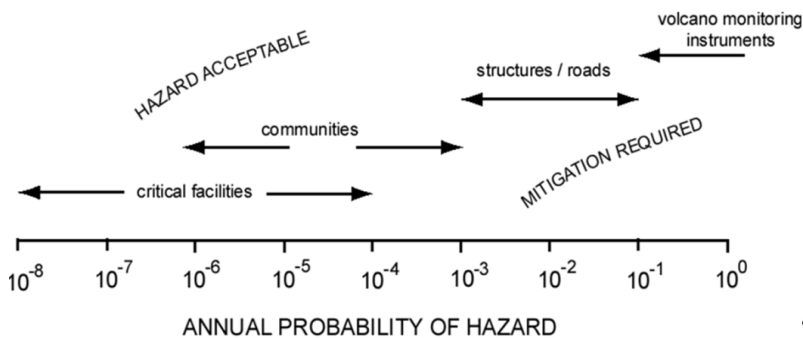 volcano monitoring
instruments
HAZARD ACCEPTABLE
structures / roads
communities
MITIGATION REQUIRED
critical facilities
10⁻⁸ 10⁻⁷ 10⁻⁶ 10⁻⁵ 10⁻⁴ 10⁻³ 10⁻² 10⁻¹ 10⁰
ANNUAL PROBABILITY OF HAZARD